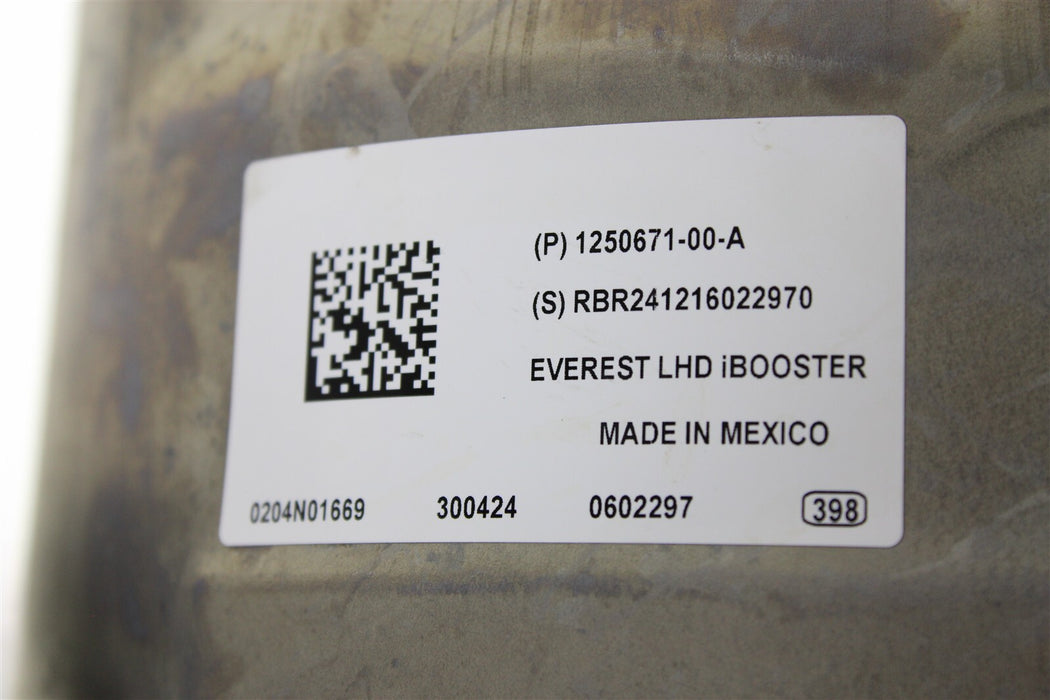 (P) 1250671-00-A
(S) RBR241216022970
EVEREST LHD iBOOSTER
MADE IN MEXICO
0204N01669 300424 0602297 398